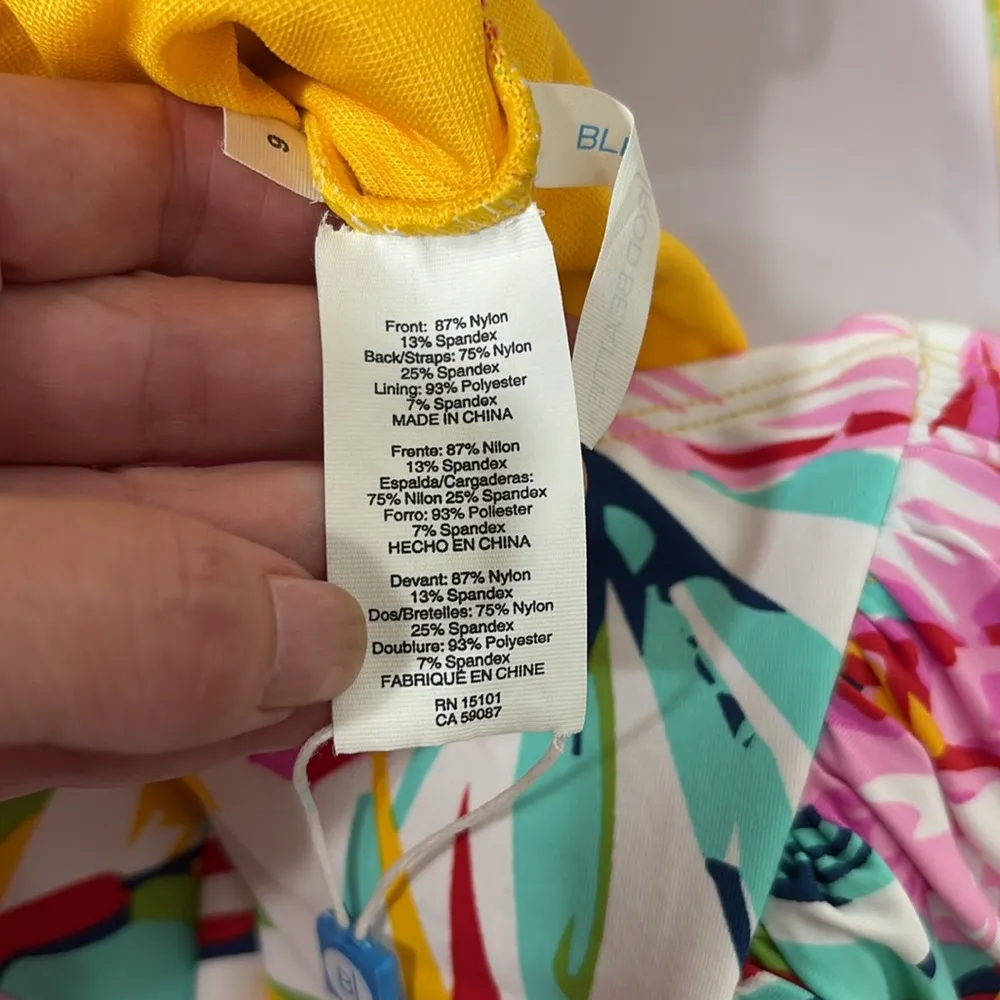 Front: 87% Nylon
13% Spandex
Back/Straps: 75% Nylon
25% Spandex
Lining: 93% Polyester
7% Spandex
MADE IN CHINA
Frente: 87% Nilon
13% Spandex
Espalda/Cargaderas:
75% Nilon 25% Spandex
Forro: 93% Poliester
7% Spandex
HECHO EN CHINA
Devant: 87% Nylon
13% Spandex
Dos/Bretelles: 75% Nylon
25% Spandex
Doublure: 93% Polyester
7% Spandex
FABRIQUÉ EN CHINE
RN 15101
CA 59087